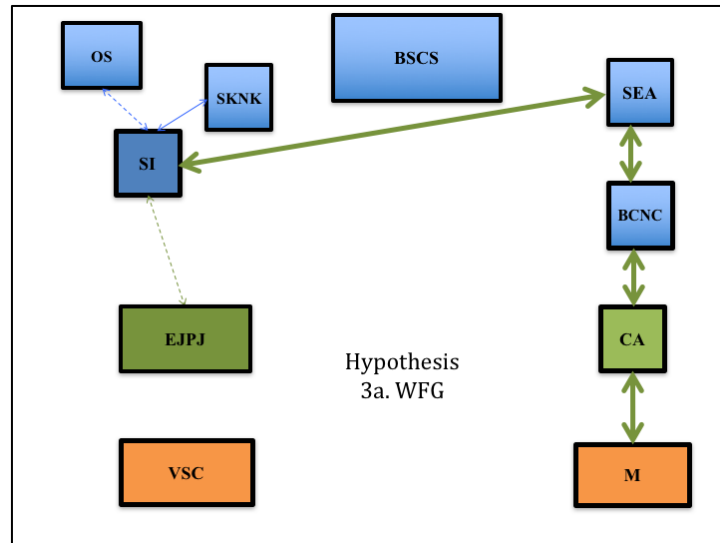 OS
BSCS
SKNK
SEA
SI
BCNC
EJPJ
CA
Hypothesis
3a. WFG
VSC
M